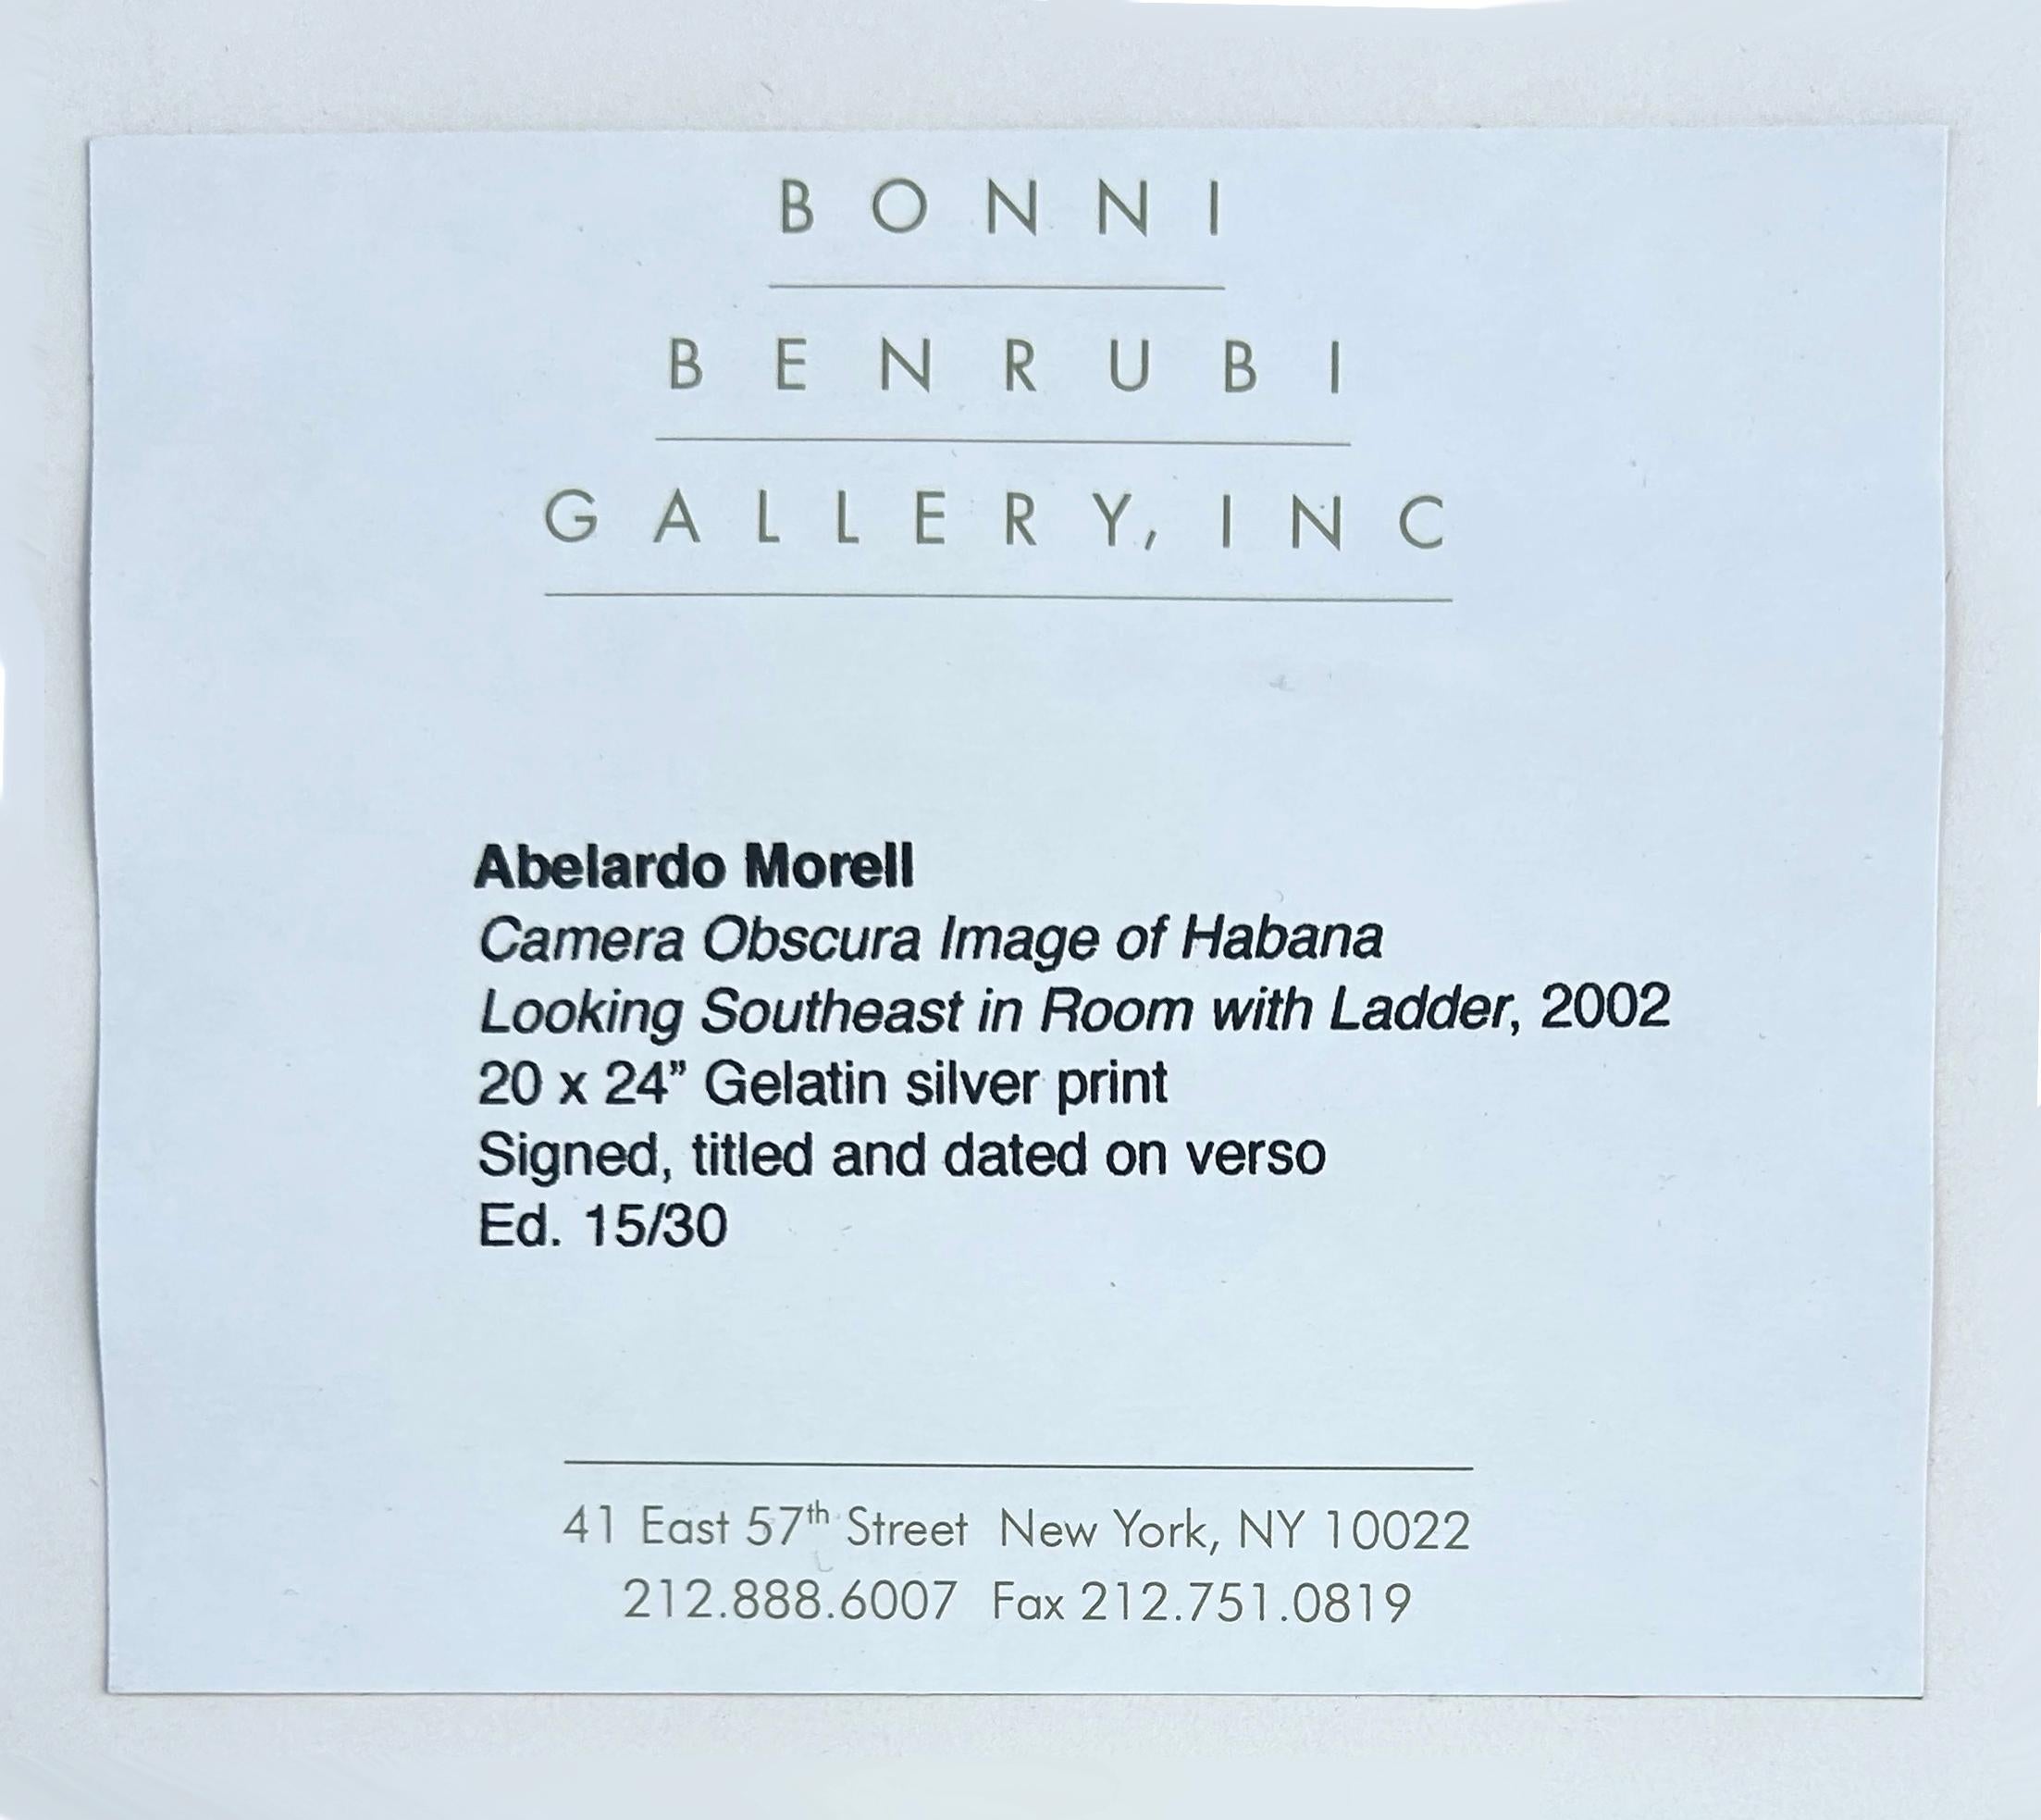 BONNI
BENRUBI
GALLERY, INC
Abelardo Morell
Camera Obscura Image of Habana
Looking Southeast in Room with Ladder, 2002
20 x 24” Gelatin silver print
Signed, titled and dated on verso
Ed. 15/30
41 East 57th Street New York, NY 10022
212.888.6007 Fax 212.751.0819